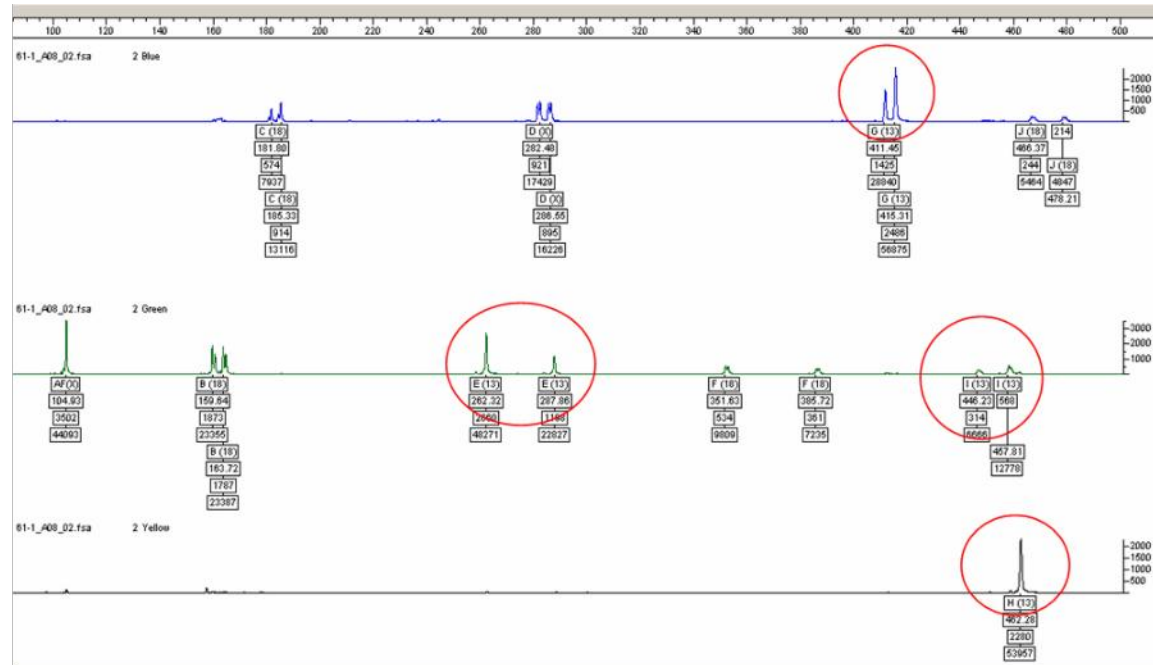 100 120 140 160 180 200 220 240 260 280 300 320 340 360 380 400 420 440 460 480 500
61-1_A08_02.fsa 2 Blue
2000
1500
1000
500
C (18) D (X) G (13) J (18) 214
181.80 282.48 411.45 466.37
574 921 1425 244 J (18)
7937 17429 28840 5464 4847
C (18) D (X) G (13) 478.21
185.33 286.55 415.31
914 895 2486
13116 16226 56875
61-1_A08_02.fsa 2 Green
3000
2000
1000
AF(X) B (18) E (13) E (13) F (18) F (18) I (13) I (13)
104.93 159.64 262.32 287.86 351.63 385.72 446.23 568
3502 1873 1188 534 361 314
44093 23355 48271 22827 9809 7235 6666 457.81
B (18) 12778
163.72
1787
23387
61-1_A08_02.fsa 2 Yellow
2000
1500
1000
500
H (13)
462.28
2280
53957